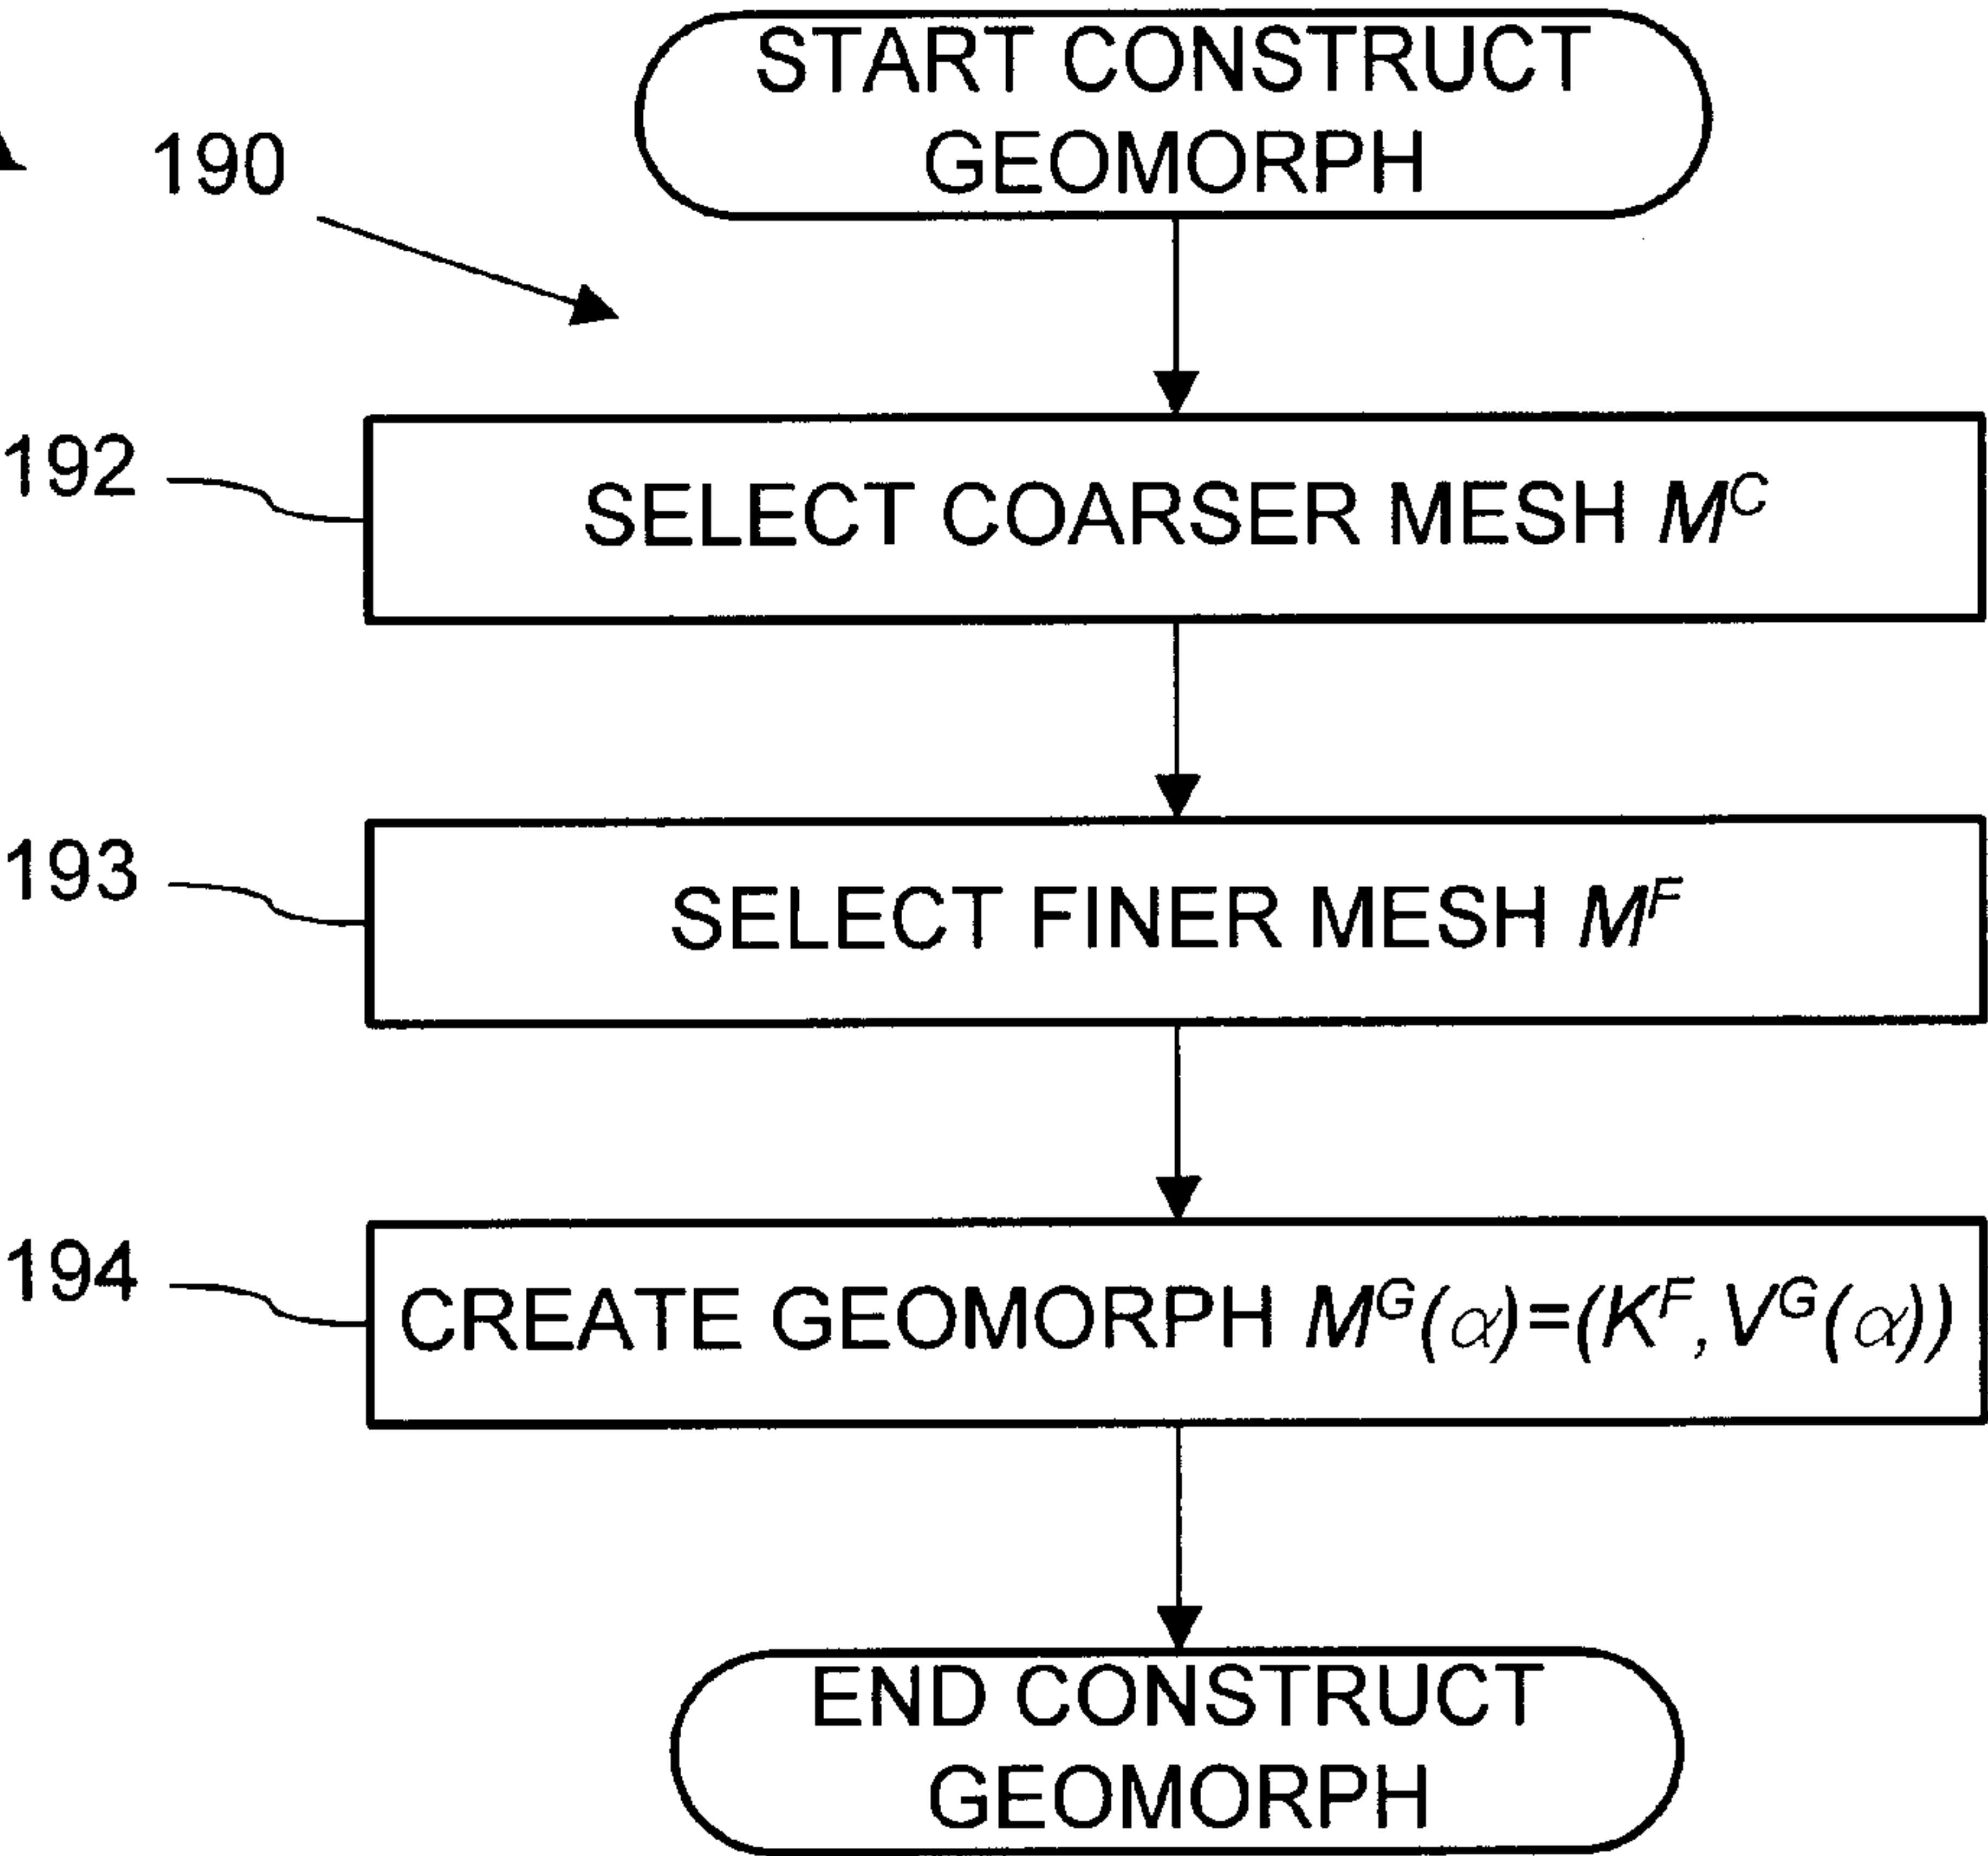 START CONSTRUCT
GEOMORPH
190
192
SELECT COARSER MESH M^C
193
SELECT FINER MESH M^F
194
CREATE GEOMORPH M^G(α)=(K^F,V^G(α))
END CONSTRUCT
GEOMORPH